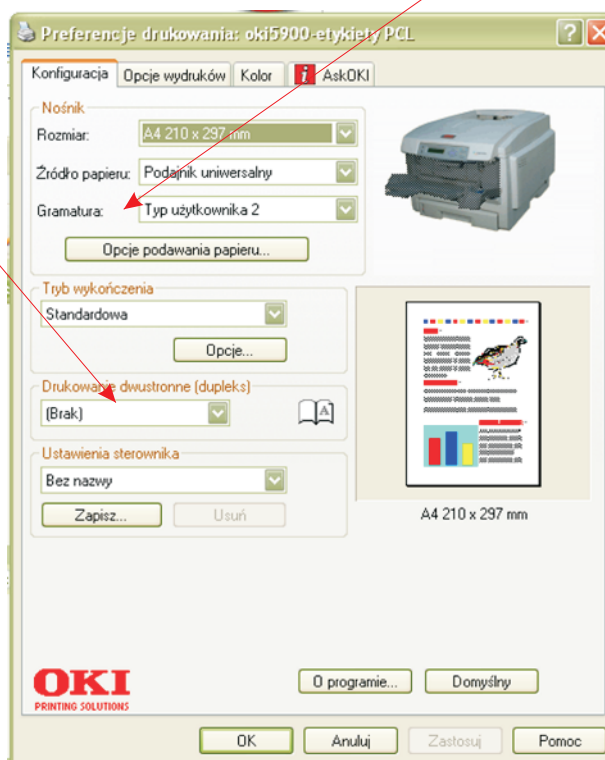 Preferencje drukowania: oki5900-etykiety PCL
Konfiguracja Opcje wydruków Kolor i AskOKI
Nośnik
Rozmiar: A4 210 x 297 mm
Źródło papieru: Podajnik uniwersalny
Gramatura: Typ użytkownika 2
Opcje podawania papieru...
Tryb wykończenia
Standardowa
Opcje...
Drukowanie dwustronne (dupleks)
(Brak)
A
Ustawienia sterownika
Bez nazwy
Zapisz... Usuń
A4 210 x 297 mm
OKI
PRINTING SOLUTIONS
O programie... Domyślny
OK Anuluj Zastosuj Pomoc